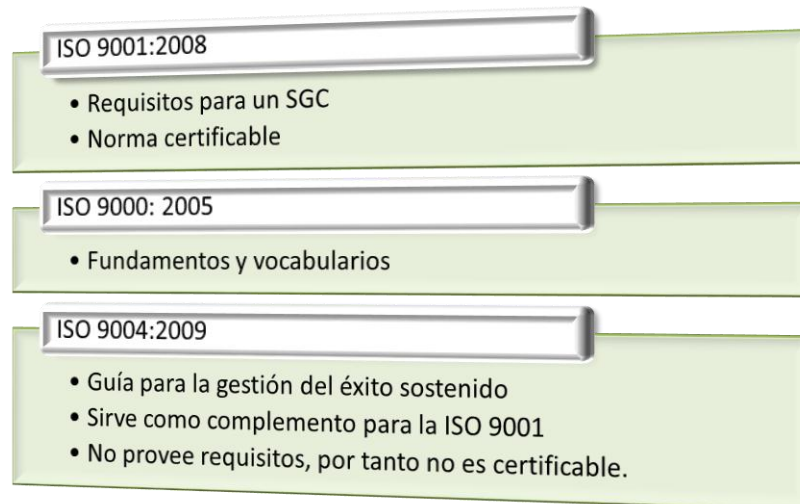 ISO 9001:2008
• Requisitos para un SGC
• Norma certificable
ISO 9000: 2005
• Fundamentos y vocabularios
ISO 9004:2009
• Guía para la gestión del éxito sostenido
• Sirve como complemento para la ISO 9001
• No provee requisitos, por tanto no es certificable.